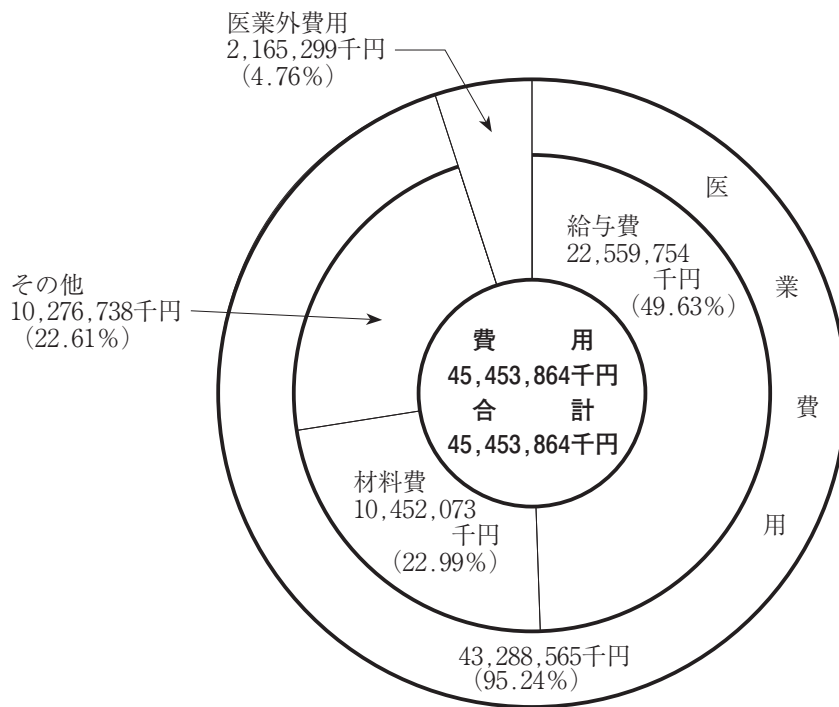 医業外費用
2,165,299千円
(4.76%)
医業費用
給与費
22,559,754
千円
(49.63%)
その他
10,276,738千円
(22.61%)
費用
45,453,864千円
合計
45,453,864千円
材料費
10,452,073
千円
(22.99%)
43,288,565千円
(95.24%)